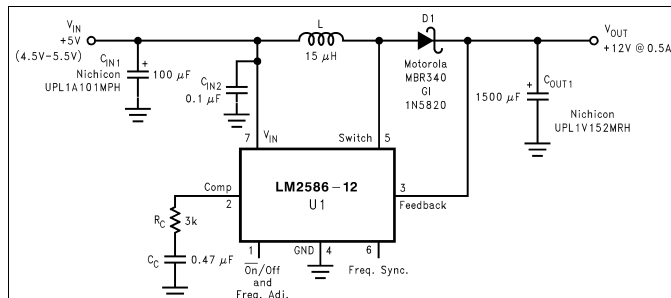 V_IN
+5V
(4.5V-5.5V)
C_IN1
Nichicon
UPL1A101MPH
+
100 μF
C_IN2
0.1 μF
L
15 μH
D1
Motorola
MBR340
GI
1N5820
V_OUT
+12V @ 0.5A
1500 μF
+
C_OUT1
Nichicon
UPL1V152MRH
7
V_IN
Switch
5
LM2586-12
U1
Comp
2
3
Feedback
R_C
3k
C_C
0.47 μF
1
GND
4
6
On/Off
and
Freq. Adj.
Freq. Sync.